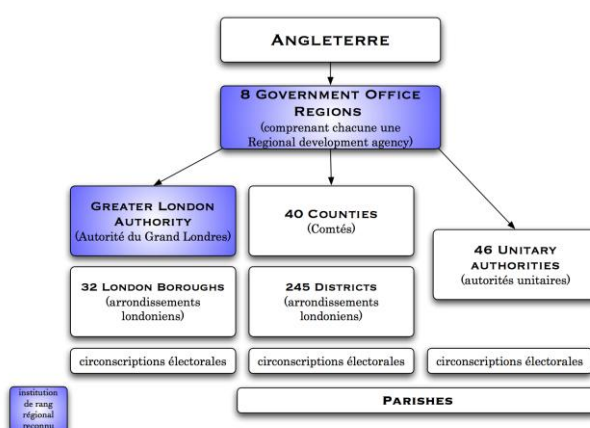 ANGLETERRE
8 GOVERNMENT OFFICE
REGIONS
(comprenant chacune une
Regional development agency)
GREATER LONDON
AUTHORITY
(Autorité du Grand Londres)
40 COUNTIES
(Comtés)
46 UNITARY
AUTHORITIES
(autorités unitaires)
32 LONDON BOROUGHS
(arrondissements
londoniens)
245 DISTRICTS
(arrondissements
londoniens)
circonscriptions électorales
circonscriptions électorales
circonscriptions électorales
PARISHES
institution
de rang
régional
reconnu